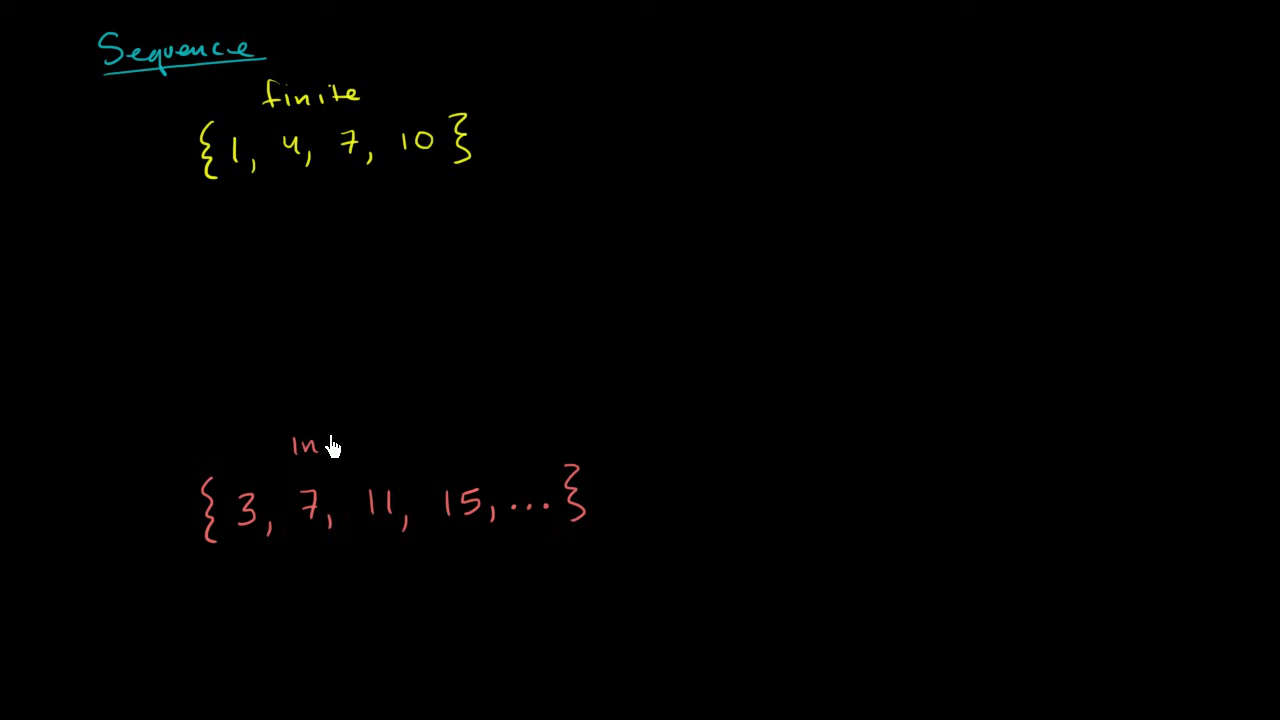 Sequence
finite
{1, 4, 7, 10}
in
{3, 7, 11, 15, ...}